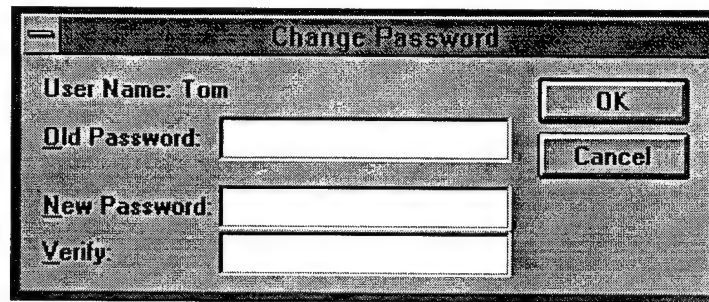 Change Password
User Name: Tom
OK
Old Password:
Cancel
New Password:
Verify: